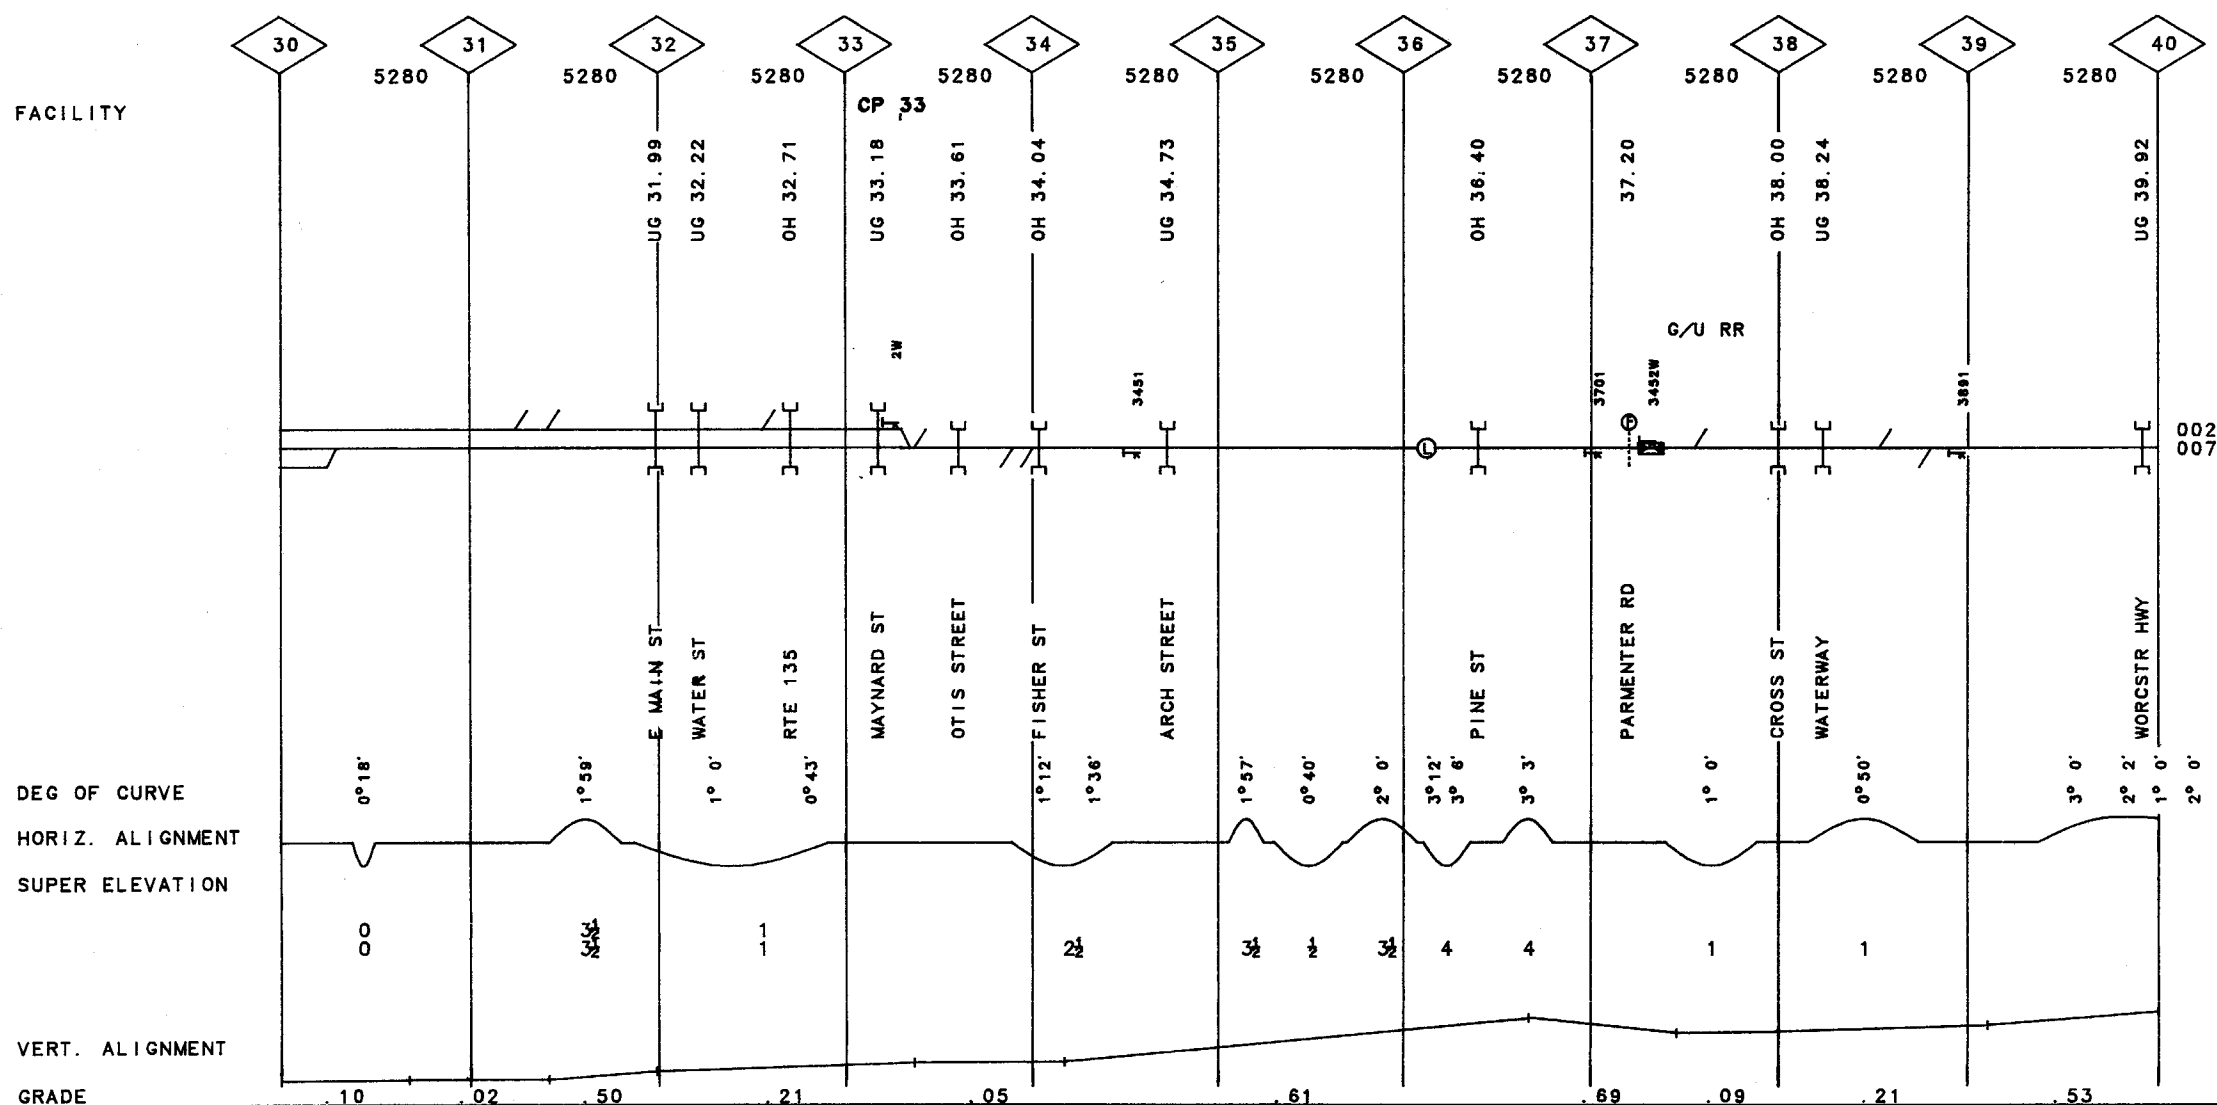 30 31 32 33 34 35 36 37 38 39 40
5280 5280 5280 5280 5280 5280 5280 5280 5280 5280
FACILITY
CP 33
UG 31.99
UG 32.22
OH 32.71
UG 33.18
OH 33.61
OH 34.04
UG 34.73
OH 36.40
37.20
OH 38.00
UG 38.24
UG 39.92
G/U RR
2W
3451
3701
3452W
3891
L
002
007
E MAIN ST
WATER ST
RTE 135
MAYNARD ST
OTIS STREET
FISHER ST
ARCH STREET
PINE ST
PARMENTER RD
CROSS ST
WATERWAY
WORCSTR HWY
DEG OF CURVE
0°18'
1°59'
1° 0'
0°43'
1°12'
1°36'
1°57'
0°40'
2° 0'
3°12'
3° 6'
3° 3'
1° 0'
0°50'
3° 0'
2° 2'
1° 0'
2° 0'
HORIZ. ALIGNMENT
SUPER ELEVATION
0 3½ 1
0 3½ 1 2½ 3½ ½ 3½ 4 4 1 1
VERT. ALIGNMENT
GRADE .10 .02 .50 .21 .05 .61 .69 .09 .21 .53